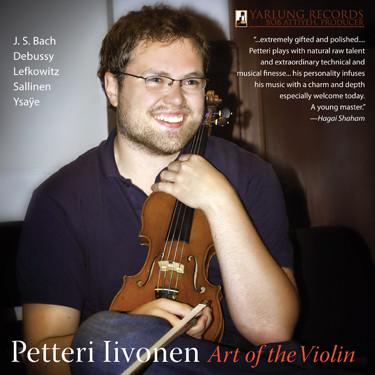 YARLUNG RECORDS
BOB ATTIYEH, PRODUCER
J. S. Bach
Debussy
Lefkowitz
Sallinen
Ysaÿe
"...extremely gifted and polished....
Petteri plays with natural raw talent
and extraordinary technical and
musical finesse... his personality infuses
his music with a charm and depth
especially welcome today.
A young master."
—Hagai Shaham
Petteri Iivonen Art of the Violin